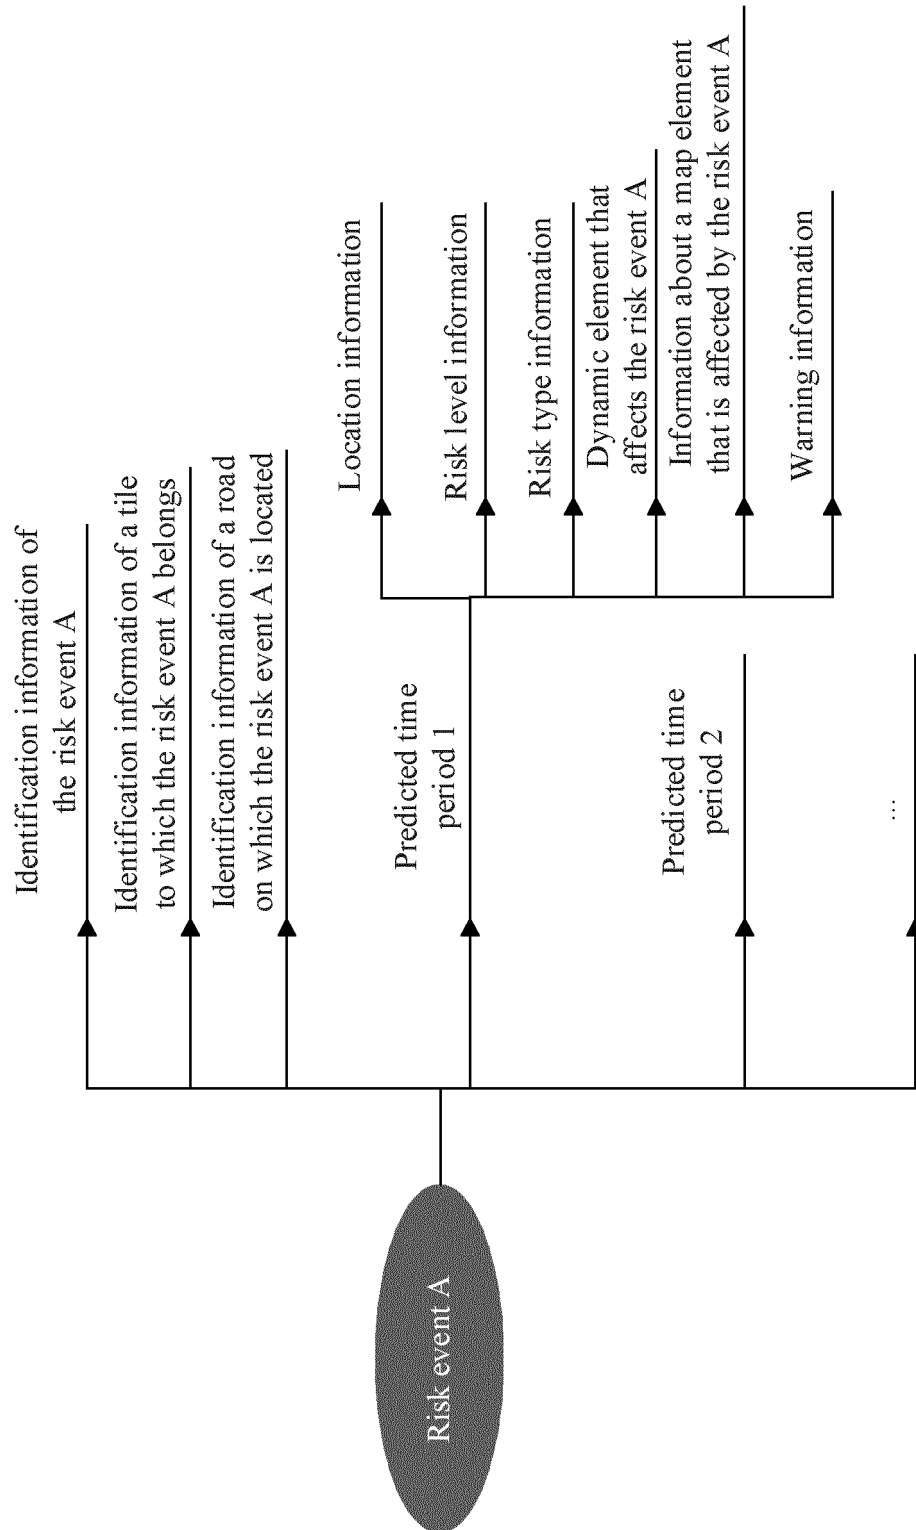 Risk event A
Identification information of
the risk event A
Identification information of a tile
to which the risk event A belongs
Identification information of a road
on which the risk event A is located
Predicted time
period 1
Location information
Risk level information
Risk type information
Dynamic element that
affects the risk event A
Information about a map element
that is affected by the risk event A
Warning information
Predicted time
period 2
...